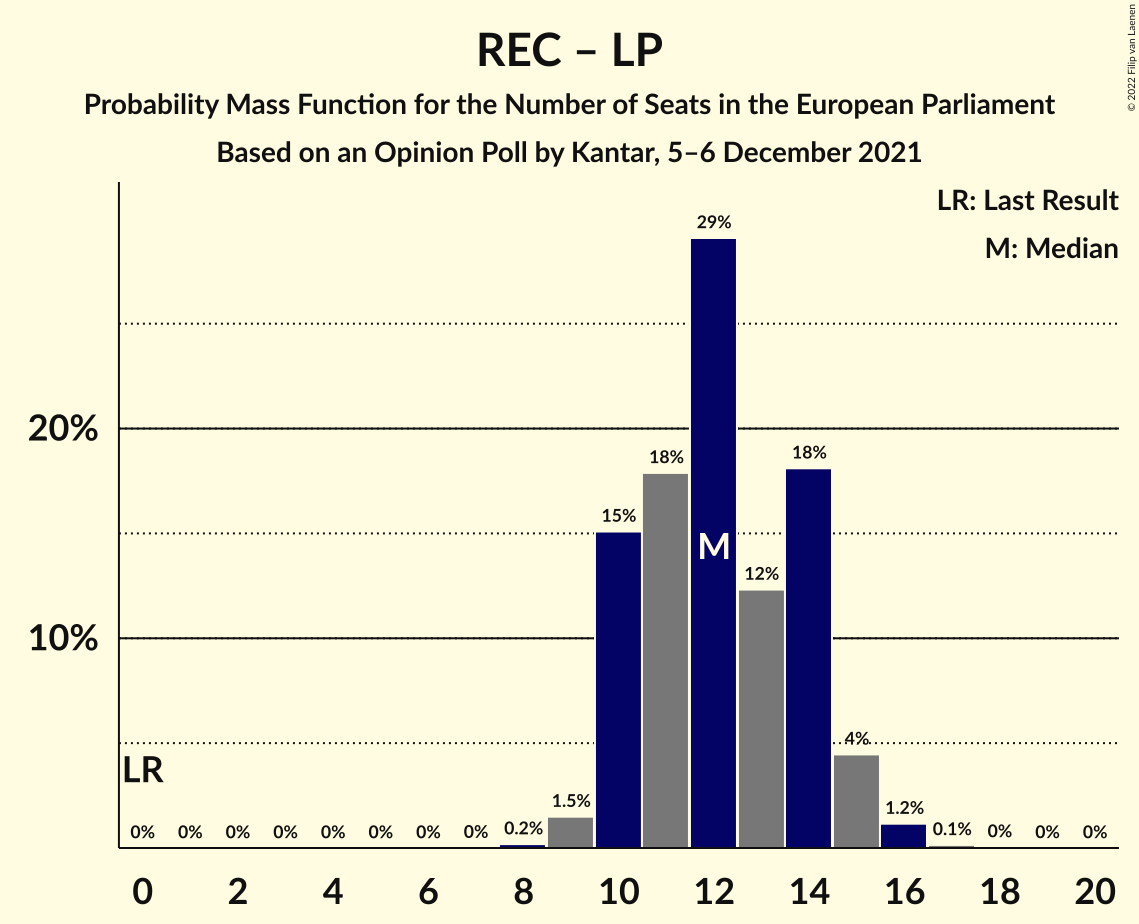 REC – LP
Probability Mass Function for the Number of Seats in the European Parliament
Based on an Opinion Poll by Kantar, 5–6 December 2021
© 2022 Filip van Laenen
LR: Last Result
M: Median
20%
10%
LR
M
0%
0%
0%
0%
0%
0%
0%
0%
0.2%
1.5%
15%
18%
29%
12%
18%
4%
1.2%
0.1%
0%
0%
0%
0 2 4 6 8 10 12 14 16 18 20